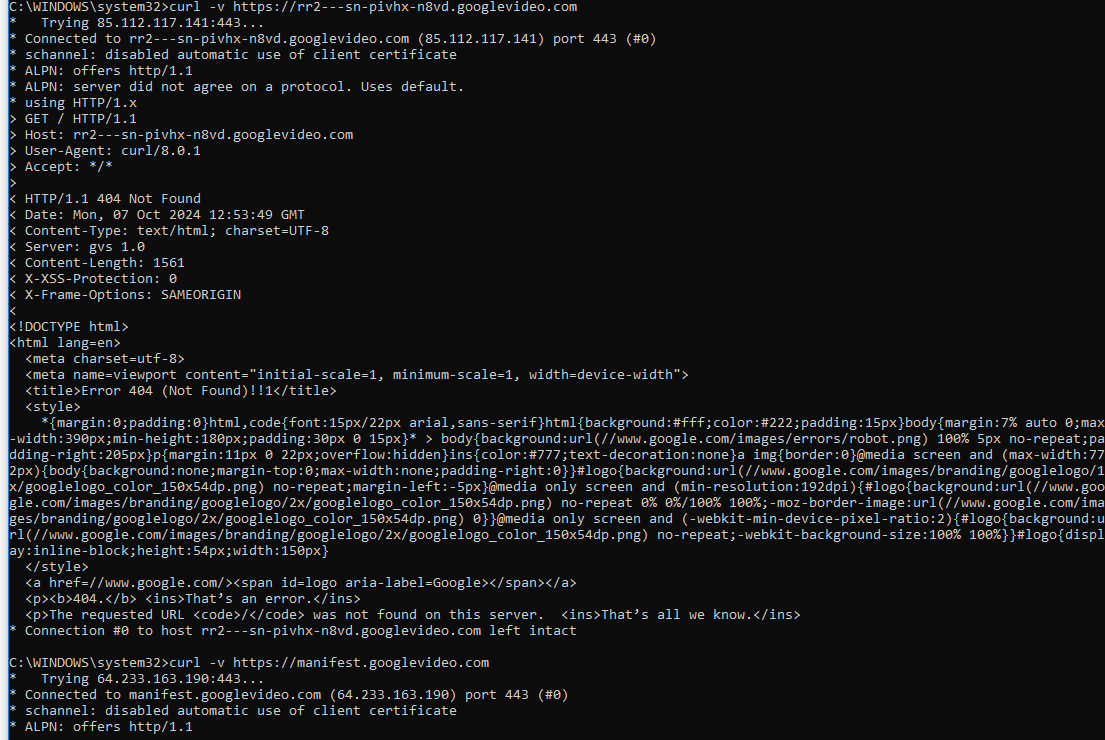 C:\WINDOWS\system32>curl -v https://rr2---sn-pivhx-n8vd.googlevideo.com
*   Trying 85.112.117.141:443...
* Connected to rr2---sn-pivhx-n8vd.googlevideo.com (85.112.117.141) port 443 (#0)
* schannel: disabled automatic use of client certificate
* ALPN: offers http/1.1
* ALPN: server did not agree on a protocol. Uses default.
* using HTTP/1.x
> GET / HTTP/1.1
> Host: rr2---sn-pivhx-n8vd.googlevideo.com
> User-Agent: curl/8.0.1
> Accept: */*
>
< HTTP/1.1 404 Not Found
< Date: Mon, 07 Oct 2024 12:53:49 GMT
< Content-Type: text/html; charset=UTF-8
< Server: gvs 1.0
< Content-Length: 1561
< X-XSS-Protection: 0
< X-Frame-Options: SAMEORIGIN
<
<!DOCTYPE html>
<html lang=en>
  <meta charset=utf-8>
  <meta name=viewport content="initial-scale=1, minimum-scale=1, width=device-width">
  <title>Error 404 (Not Found)!!1</title>
  <style>
    *{margin:0;padding:0}html,code{font:15px/22px arial,sans-serif}html{background:#fff;color:#222;padding:15px}body{margin:7% auto 0;max
-width:390px;min-height:180px;padding:30px 0 15px}* > body{background:url(//www.google.com/images/errors/robot.png) 100% 5px no-repeat;pa
dding-right:205px}p{margin:11px 0 22px;overflow:hidden}ins{color:#777;text-decoration:none}a img{border:0}@media screen and (max-width:77
2px){body{background:none;margin-top:0;max-width:none;padding-right:0}}#logo{background:url(//www.google.com/images/branding/googlelogo/1
x/googlelogo_color_150x54dp.png) no-repeat;margin-left:-5px}@media only screen and (min-resolution:192dpi){#logo{background:url(//www.goo
gle.com/images/branding/googlelogo/2x/googlelogo_color_150x54dp.png) no-repeat 0% 0%/100% 100%;-moz-border-image:url(//www.google.com/ima
ges/branding/googlelogo/2x/googlelogo_color_150x54dp.png) 0}}@media only screen and (-webkit-min-device-pixel-ratio:2){#logo{background:u
rl(//www.google.com/images/branding/googlelogo/2x/googlelogo_color_150x54dp.png) no-repeat;-webkit-background-size:100% 100%}}#logo{displ
ay:inline-block;height:54px;width:150px}
  </style>
  <a href=//www.google.com/><span id=logo aria-label=Google></span></a>
  <p><b>404.</b> <ins>That’s an error.</ins>
  <p>The requested URL <code>/</code> was not found on this server.  <ins>That’s all we know.</ins>
* Connection #0 to host rr2---sn-pivhx-n8vd.googlevideo.com left intact
C:\WINDOWS\system32>curl -v https://manifest.googlevideo.com
*   Trying 64.233.163.190:443...
* Connected to manifest.googlevideo.com (64.233.163.190) port 443 (#0)
* schannel: disabled automatic use of client certificate
* ALPN: offers http/1.1